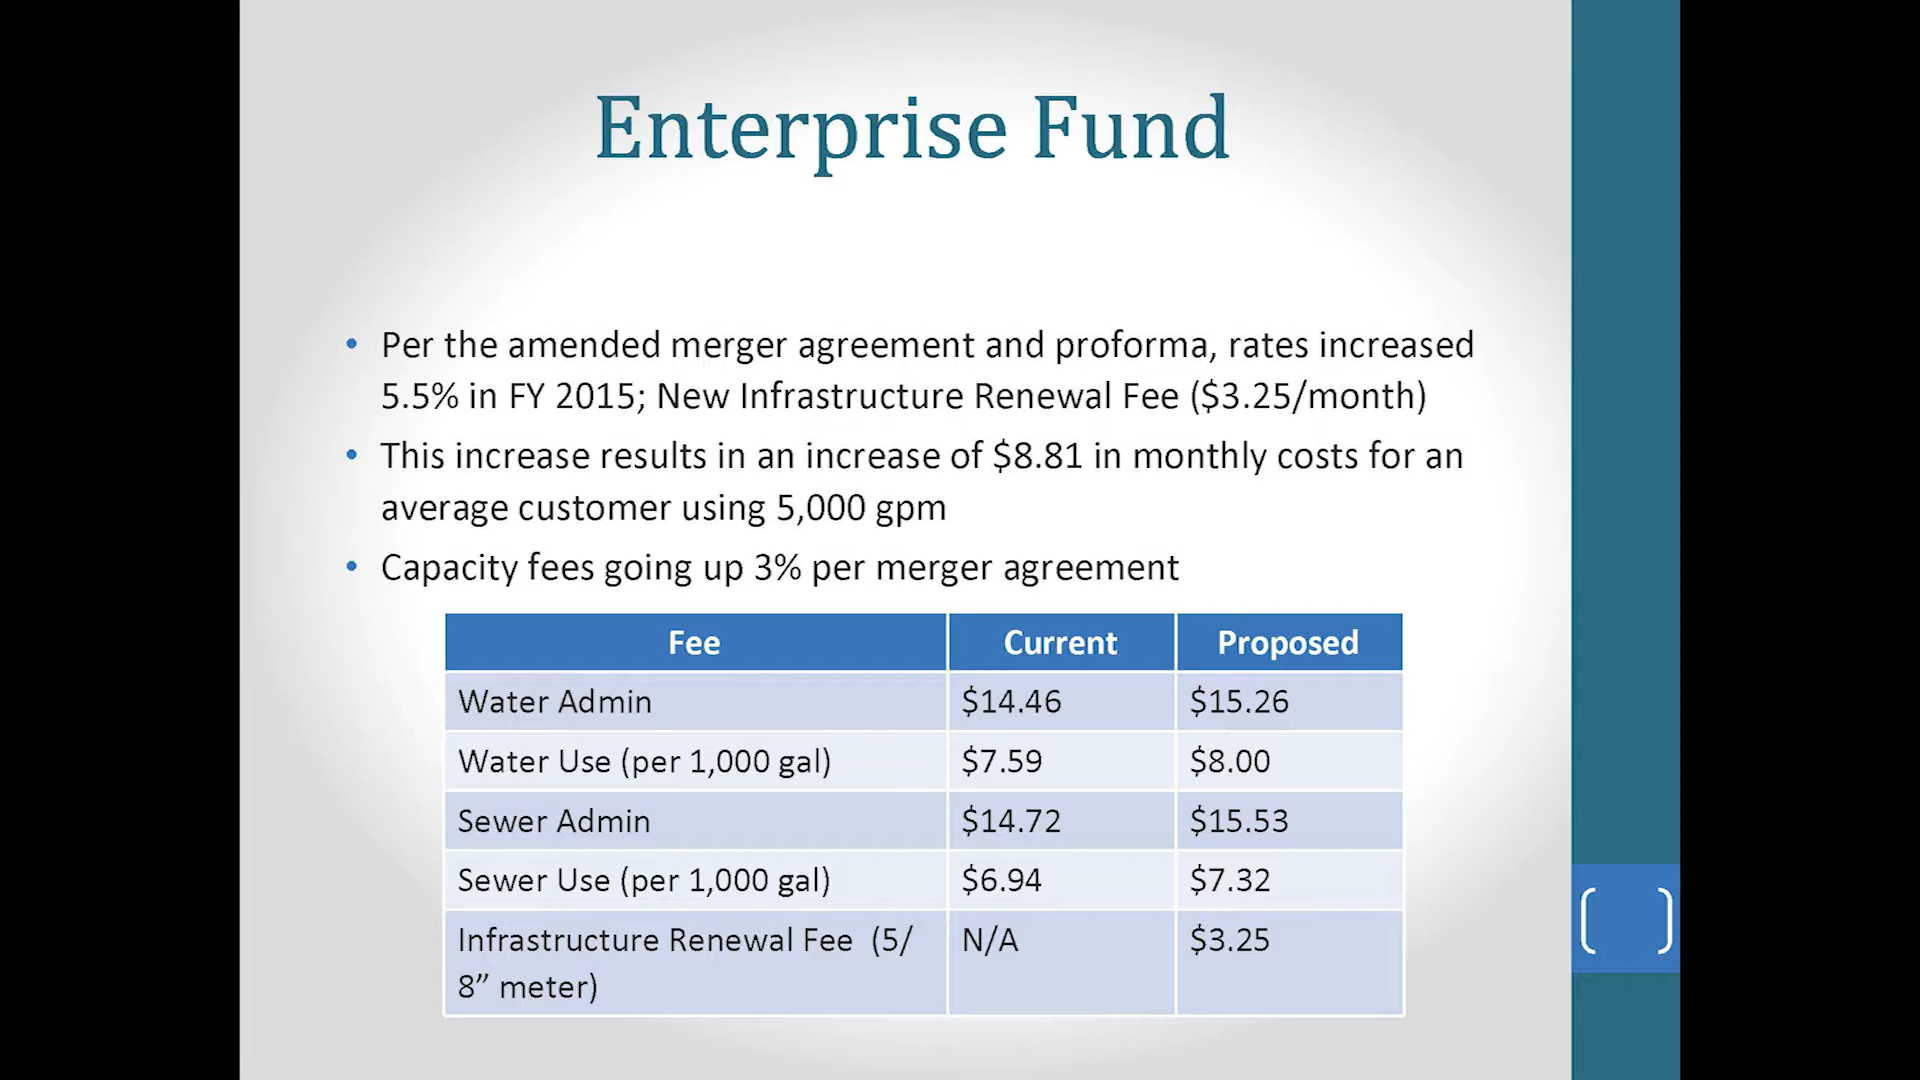 Enterprise Fund
• Per the amended merger agreement and proforma, rates increased
5.5% in FY 2015; New Infrastructure Renewal Fee ($3.25/month)
• This increase results in an increase of $8.81 in monthly costs for an
average customer using 5,000 gpm
• Capacity fees going up 3% per merger agreement
Fee Current Proposed
Water Admin $14.46 $15.26
Water Use (per 1,000 gal) $7.59 $8.00
Sewer Admin $14.72 $15.53
Sewer Use (per 1,000 gal) $6.94 $7.32
Infrastructure Renewal Fee (5/ N/A $3.25
8” meter)